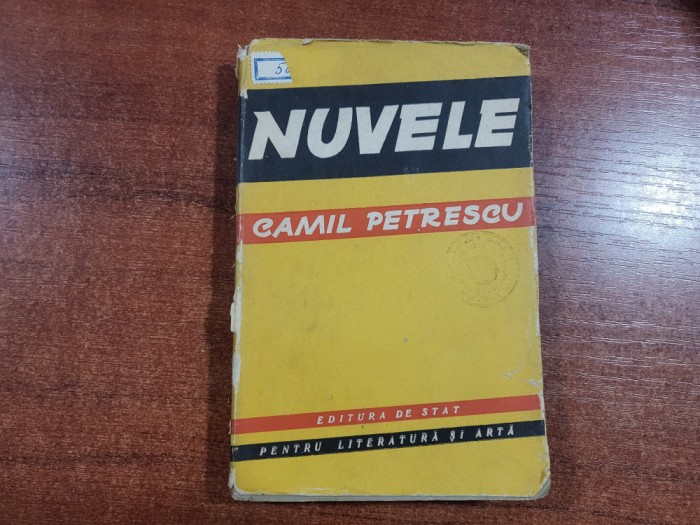 NUVELE
CAMIL PETRESCU
EDITURA DE STAT
PENTRU LITERATURĂ ȘI ARTĂ